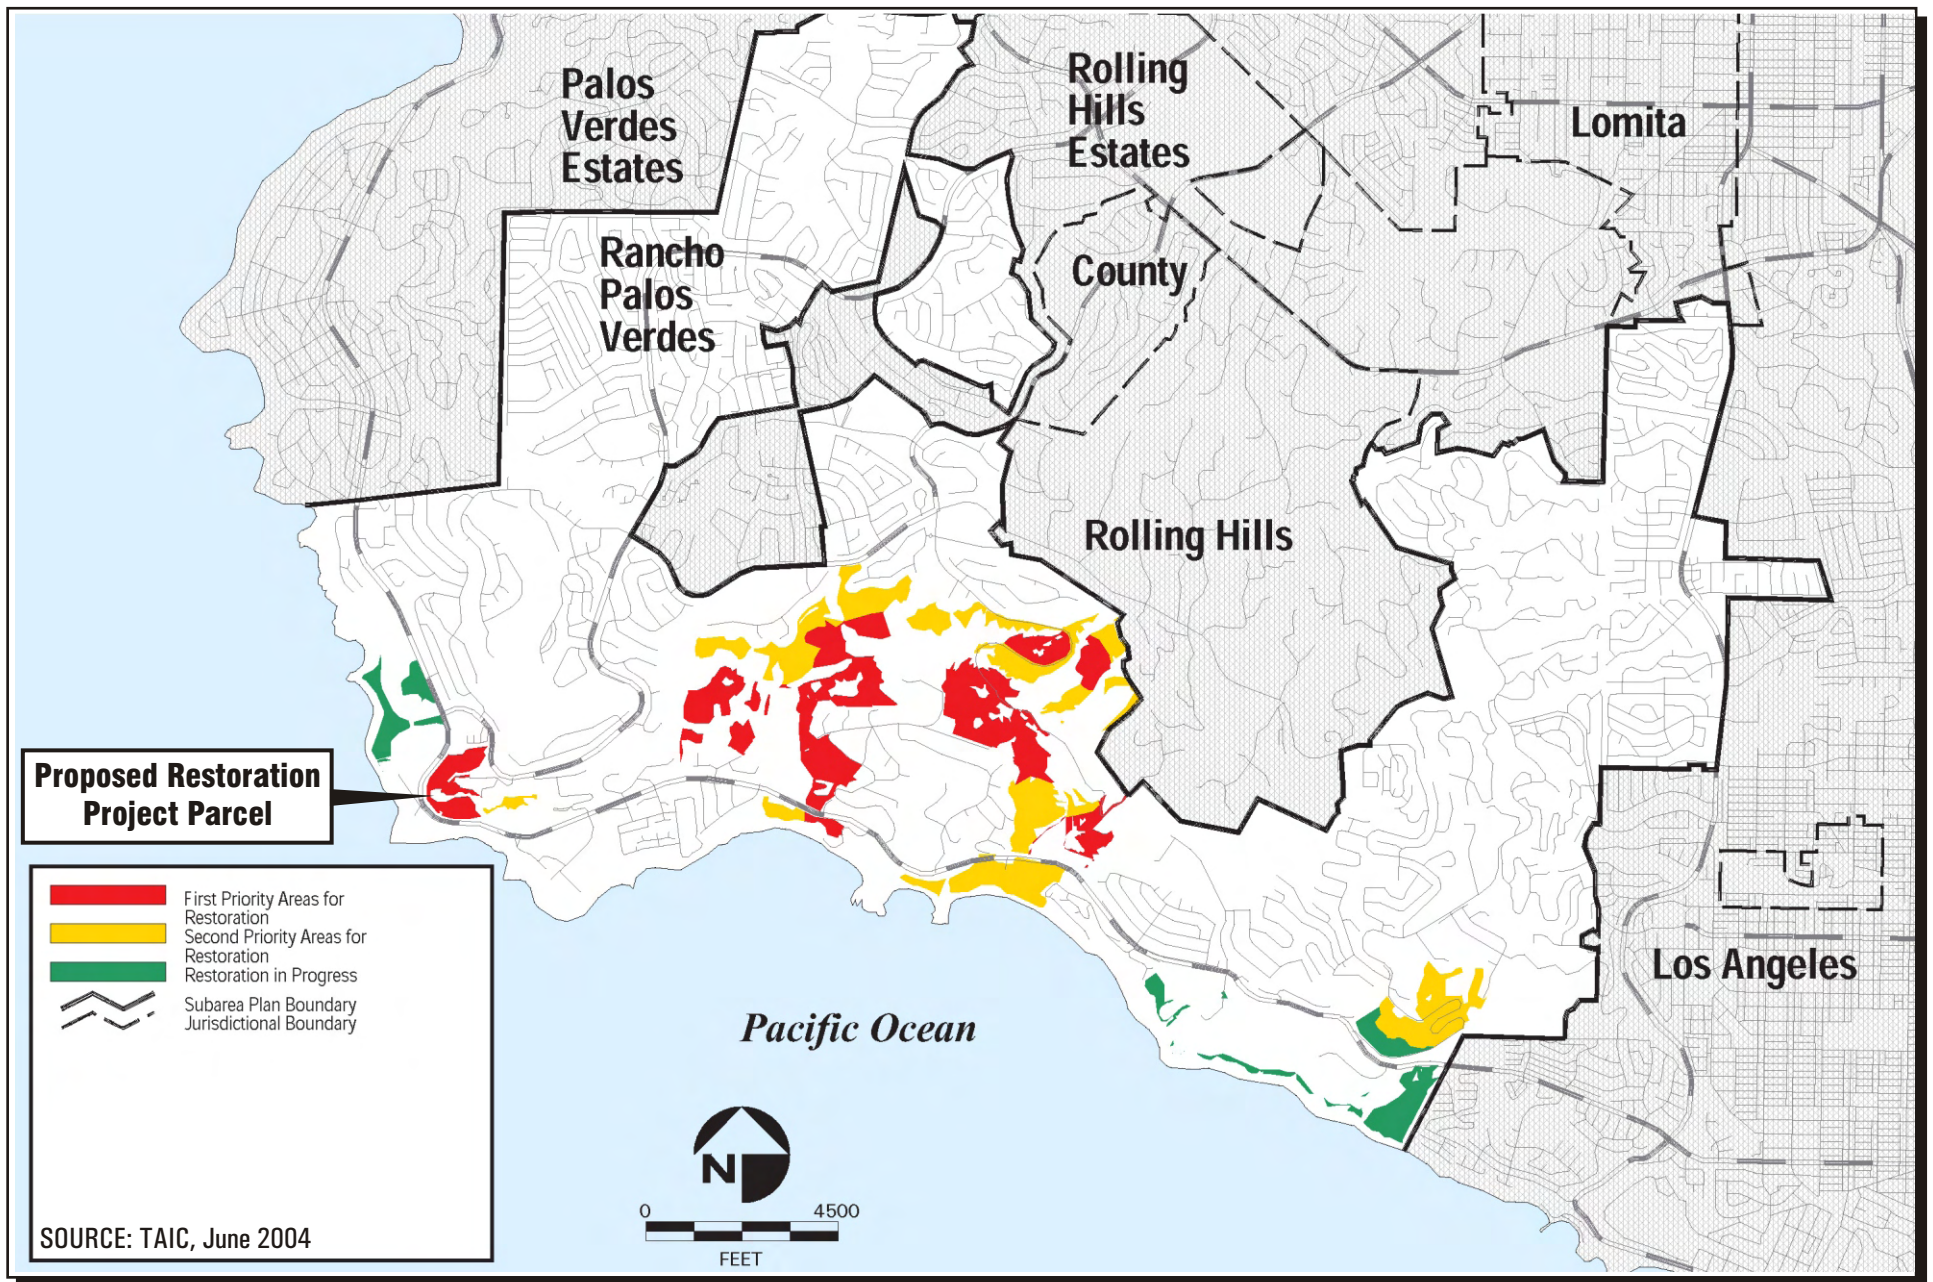 Palos
Verdes
Estates
Rolling
Hills
Estates
Lomita
Rancho
Palos
Verdes
County
Rolling Hills
Proposed Restoration
Project Parcel
First Priority Areas for
Restoration
Second Priority Areas for
Restoration
Restoration in Progress
Subarea Plan Boundary
Jurisdictional Boundary
Los Angeles
Pacific Ocean
N
0 4500
FEET
SOURCE: TAIC, June 2004